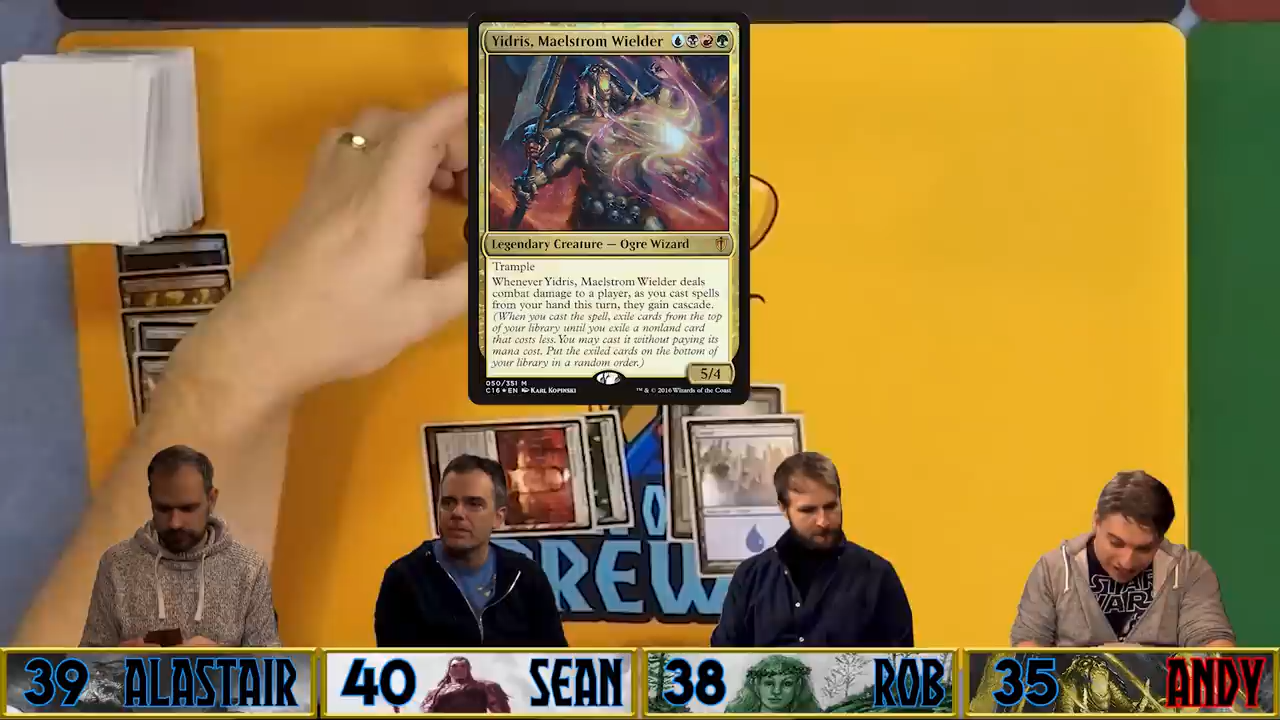 Yidris, Maelstrom Wielder
Legendary Creature — Ogre Wizard
Trample
Whenever Yidris, Maelstrom Wielder deals
combat damage to a player, as you cast spells
from your hand this turn, they gain cascade.
(When you cast the spell, exile cards from the top
of your library until you exile a nonland card
that costs less. You may cast it without paying its
mana cost. Put the exiled cards on the bottom of
your library in a random order.)
5/4
050/351 M
C16 ★ EN KARL KOPINSKI
™ & © 2016 Wizards of the Coast
BREW
STAR
WARS
39 ALASTAIR
40 SEAN
38 ROB
35 ANDY